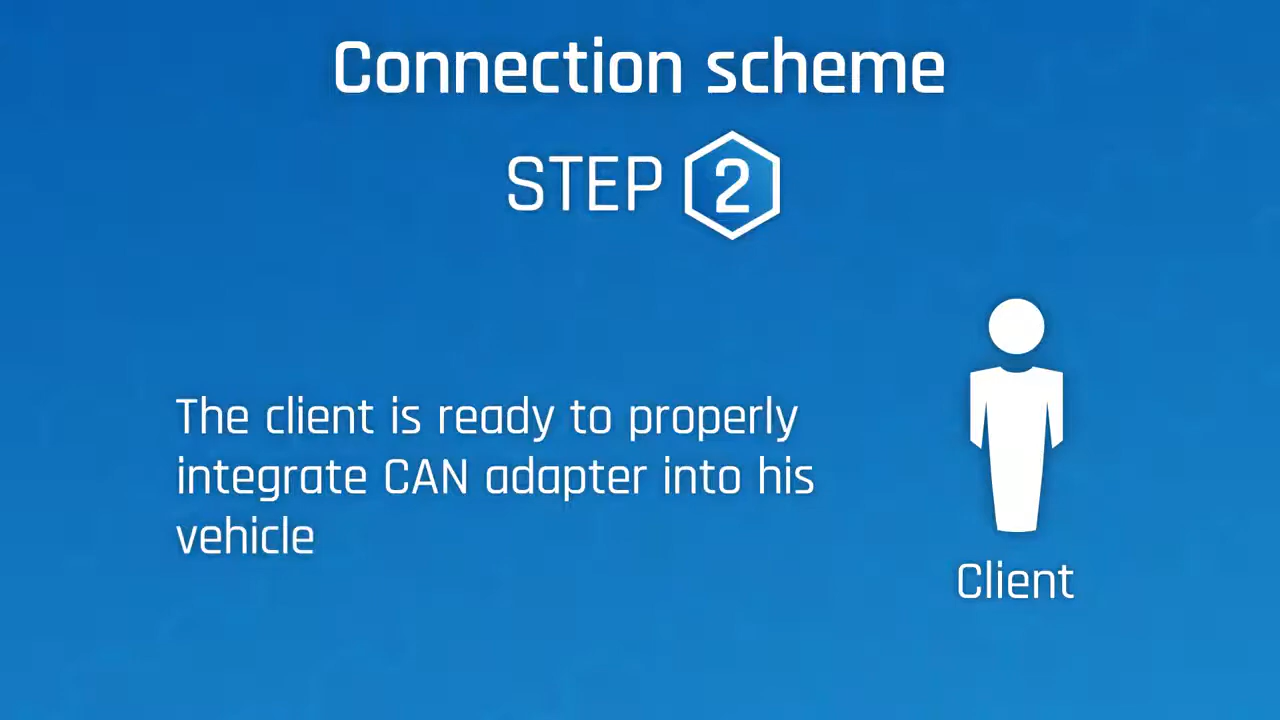 Connection scheme
STEP 2
The client is ready to properly
integrate CAN adapter into his
vehicle
Client